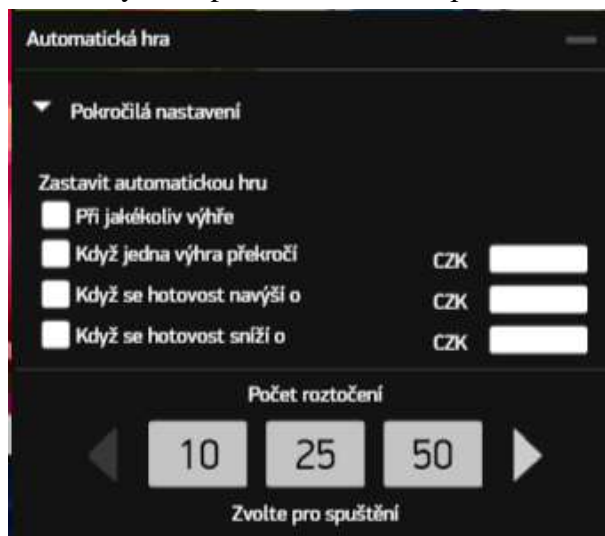 Automatická hra
Pokročilá nastavení
Zastavit automatickou hru
Při jakékoliv výhře
Když jedna výhra překročí CZK
Když se hotovost navýší o CZK
Když se hotovost sníží o CZK
Počet roztočení
10 25 50
Zvolte pro spuštění